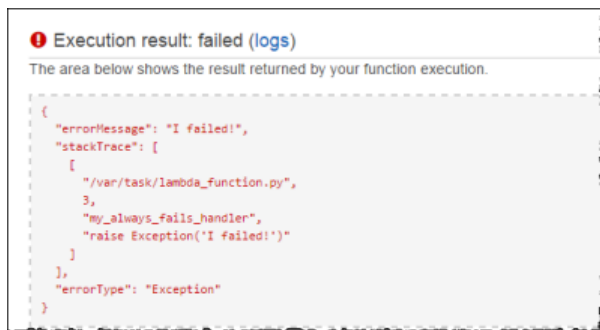 Execution result: failed (logs)
The area below shows the result returned by your function execution.
{
"errorMessage": "I failed!",
"stackTrace": [
[
"/var/task/lambda_function.py",
3,
"my_always_fails_handler",
"raise Exception('I failed!')"
]
],
"errorType": "Exception"
}